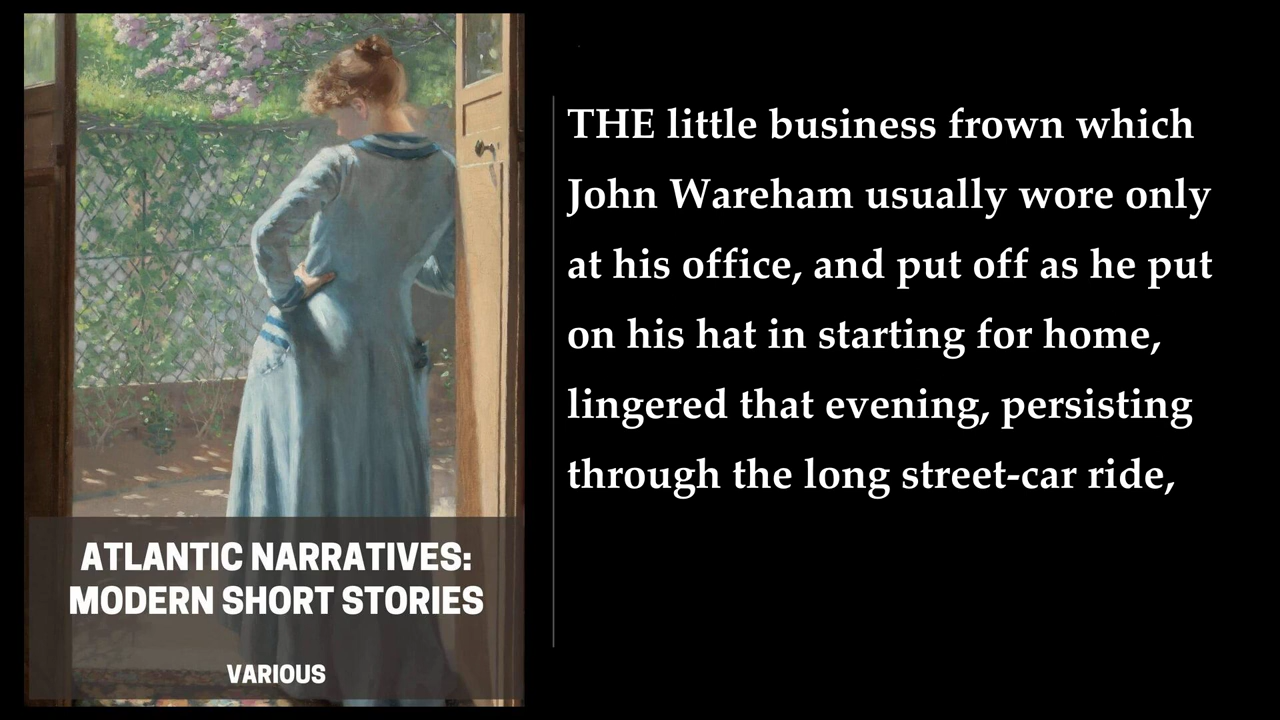 ATLANTIC NARRATIVES:
MODERN SHORT STORIES
VARIOUS
THE little business frown which
John Wareham usually wore only
at his office, and put off as he put
on his hat in starting for home,
lingered that evening, persisting
through the long street-car ride,